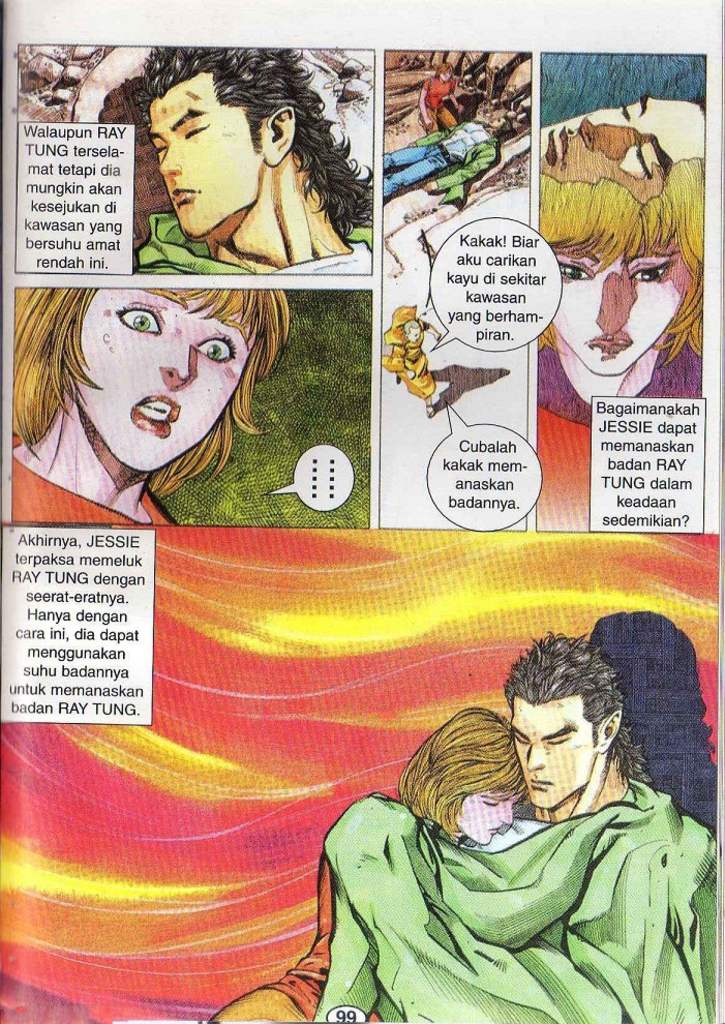 Walaupun RAY
TUNG tersela-
mat tetapi dia
mungkin akan
kesejukan di
kawasan yang
bersuhu amat
rendah ini.
Kakak! Biar
aku carikan
kayu di sekitar
kawasan
yang berham-
piran.
Cubalah
kakak mem-
anaskan
badannya.
Bagaimanakah
JESSIE dapat
memanaskan
badan RAY
TUNG dalam
keadaan
sedemikian?
Akhirnya, JESSIE
terpaksa memeluk
RAY TUNG dengan
seerat-eratnya.
Hanya dengan
cara ini, dia dapat
menggunakan
suhu badannya
untuk memanaskan
badan RAY TUNG.
99